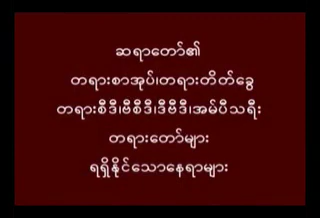 ဆရာတော်၏
တရားစာအုပ်၊တရားတိတ်ခွေ
တရားစီဒီ၊ဗီစီဒီ၊ဒီဗီဒီ၊အမ်ပီသရီး
တရားတော်များ
ရရှိနိုင်သောနေရာများ